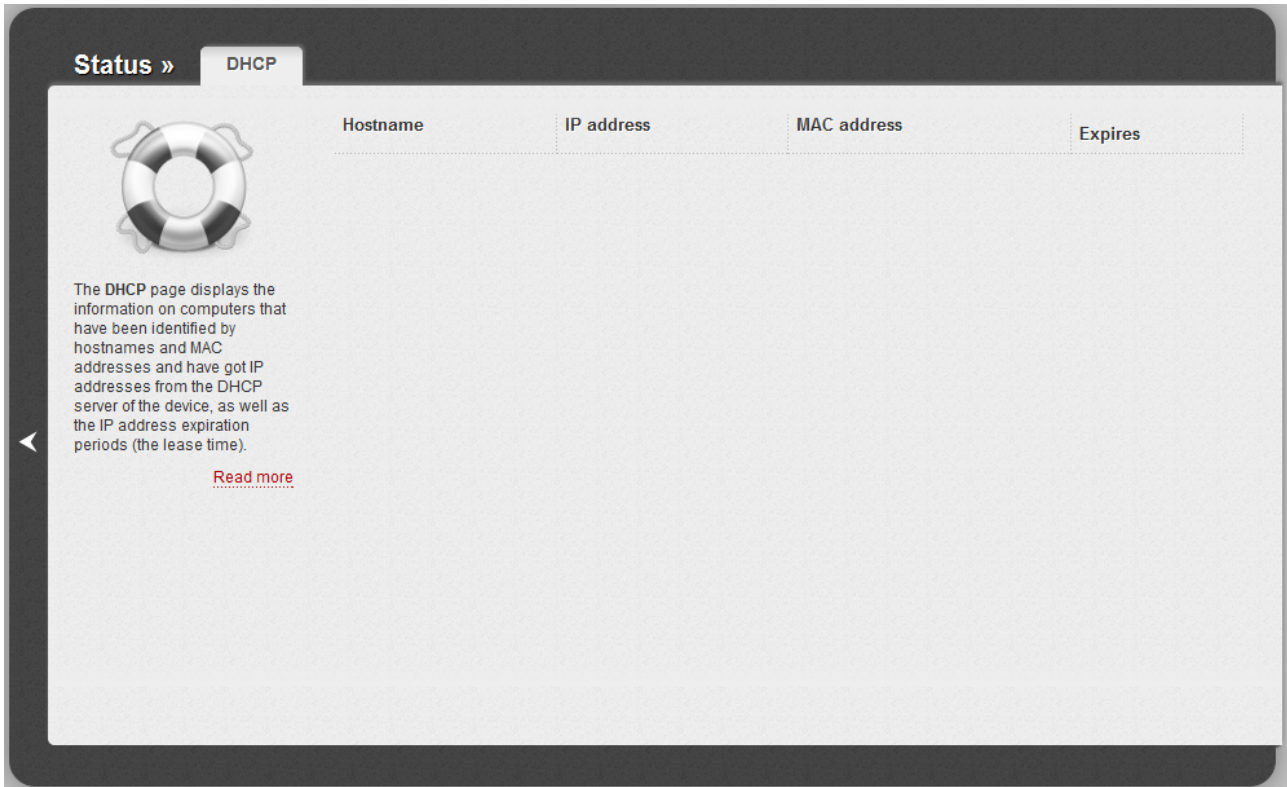 Status »
DHCP
Hostname
IP address
MAC address
Expires
The DHCP page displays the
information on computers that
have been identified by
hostnames and MAC
addresses and have got IP
addresses from the DHCP
server of the device, as well as
the IP address expiration
periods (the lease time).
Read more